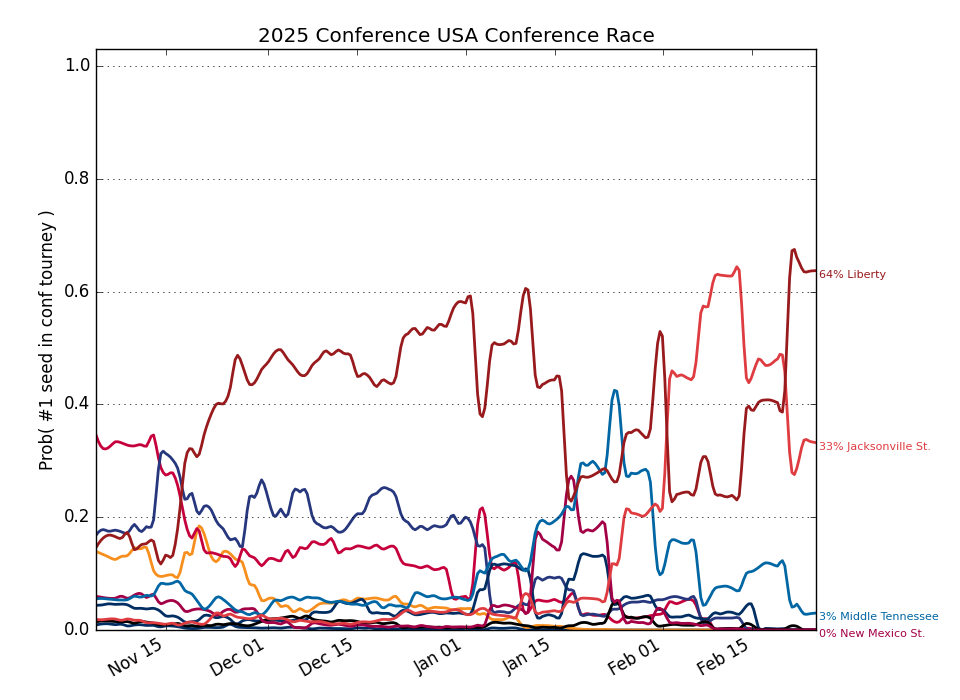 2025 Conference USA Conference Race
Prob( #1 seed in conf tourney )
1.0
0.8
0.6
0.4
0.2
0.0
64% Liberty
33% Jacksonville St.
3% Middle Tennessee
0% New Mexico St.
Nov 15
Dec 01
Dec 15
Jan 01
Jan 15
Feb 01
Feb 15